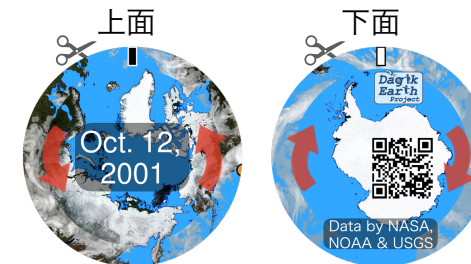 上面
下面
Oct. 12,
2001
Dagik
Earth
Project
Data by NASA,
NOAA & USGS